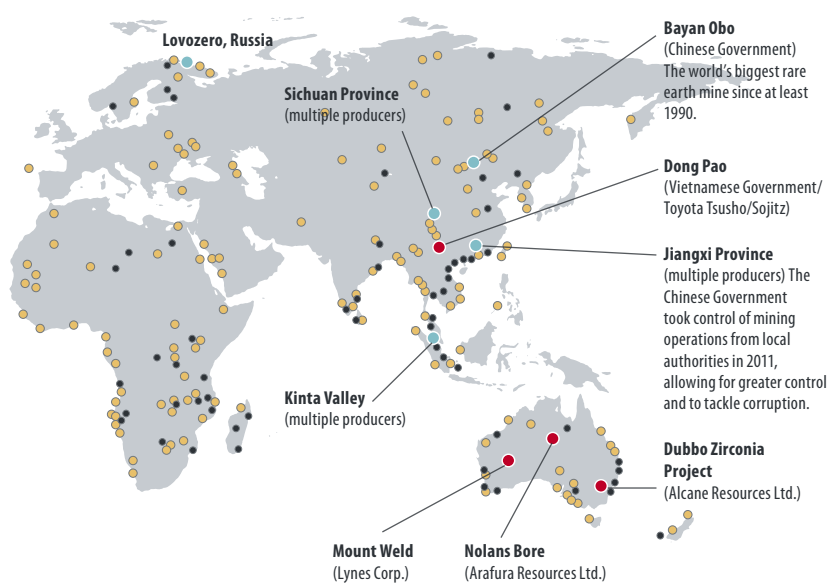 Lovozero, Russia
Sichuan Province
(multiple producers)
Bayan Obo
(Chinese Government)
The world's biggest rare
earth mine since at least
1990.
Dong Pao
(Vietnamese Government/
Toyota Tsusho/Sojitz)
Jiangxi Province
(multiple producers) The
Chinese Government
took control of mining
operations from local
authorities in 2011,
allowing for greater control
and to tackle corruption.
Kinta Valley
(multiple producers)
Dubbo Zirconia
Project
(Alcane Resources Ltd.)
Mount Weld
(Lynes Corp.)
Nolans Bore
(Arafura Resources Ltd.)